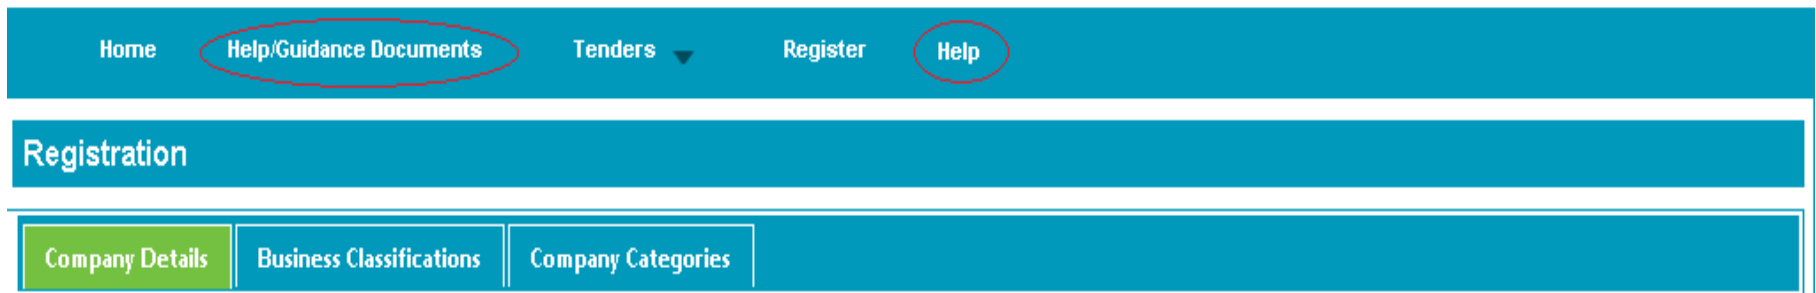 Home Help/Guidance Documents Tenders Register Help
Registration
Company Details Business Classifications Company Categories